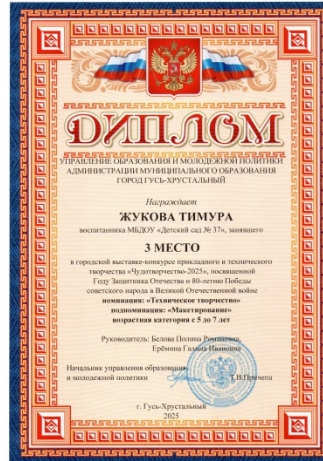 ДИПЛОМ
УПРАВЛЕНИЕ ОБРАЗОВАНИЯ И МОЛОДЕЖНОЙ ПОЛИТИКИ
АДМИНИСТРАЦИИ МУНИЦИПАЛЬНОГО ОБРАЗОВАНИЯ
ГОРОД ГУСЬ-ХРУСТАЛЬНЫЙ
Награждает
ЖУКОВА ТИМУРА
воспитанника МБДОУ «Детский сад № 37», занявшего
3 МЕСТО
в городской выставке-конкурсе прикладного и технического
творчества «Чудотворчество-2025», посвященной
Году Защитника Отечества и 80-летию Победы
советского народа в Великой Отечественной войне
номинация: «Техническое творчество»
подноминация: «Макетирование»
возрастная категория с 5 до 7 лет
Руководитель: Белова Полина Романовна,
Ерёмина Галина Ивановна
Начальник управления образования
и молодежной политики Т.В.Причепа
г. Гусь-Хрустальный
2025